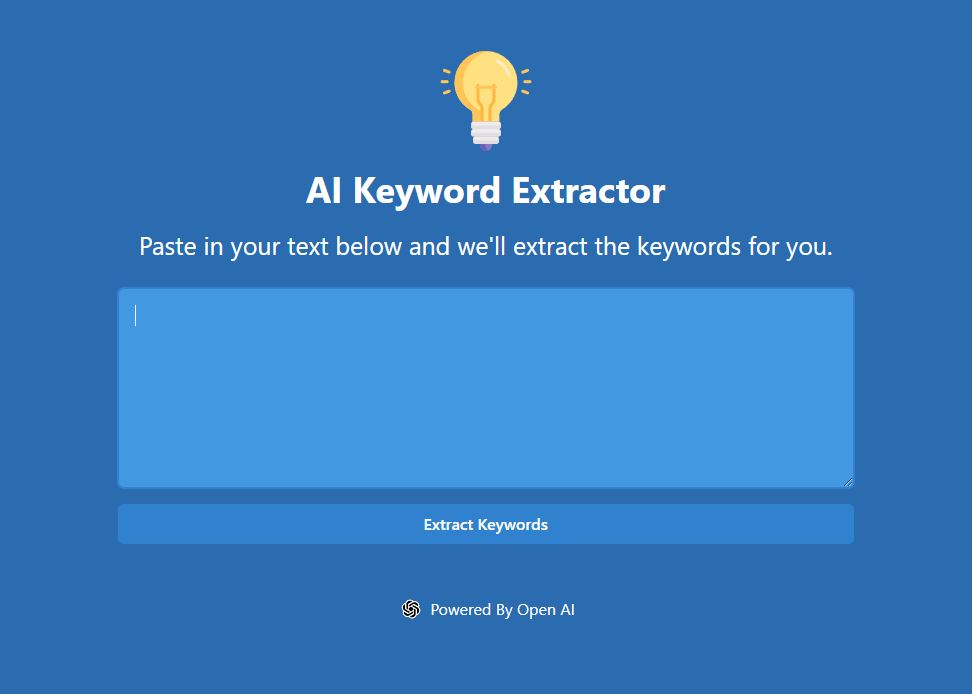 AI Keyword Extractor
Paste in your text below and we'll extract the keywords for you.
Extract Keywords
Powered By Open AI